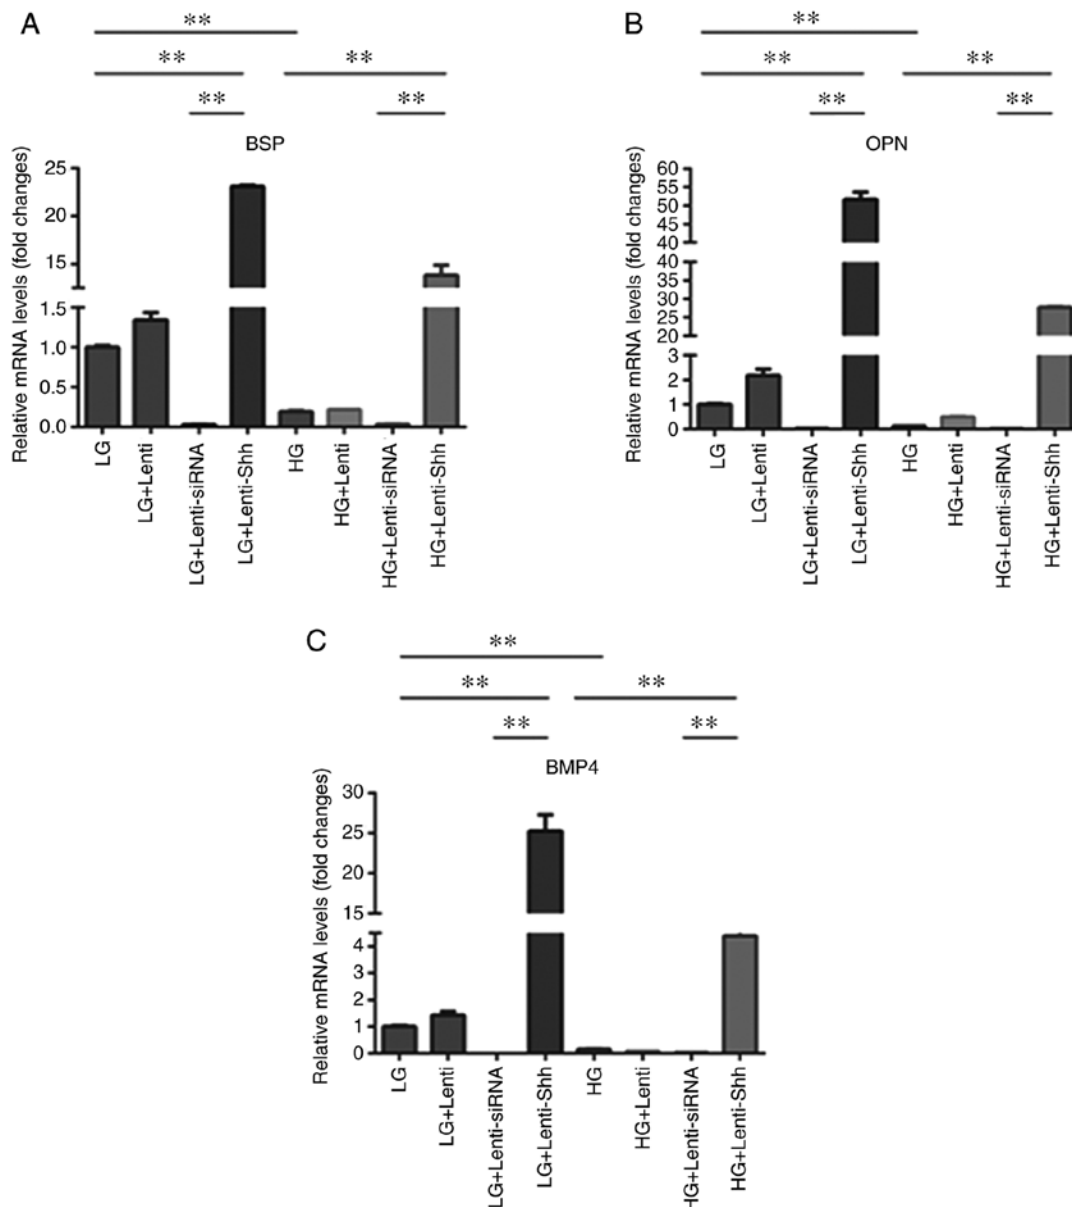 A
**
**
**
**
**
BSP
Relative mRNA levels (fold changes)
25
20
15
1.5
1.0
0.5
0.0
LG
LG+Lenti
LG+Lenti-siRNA
LG+Lenti-Shh
HG
HG+Lenti
HG+Lenti-siRNA
HG+Lenti-Shh
B
**
**
**
**
**
OPN
Relative mRNA levels (fold changes)
60
55
50
45
40
40
35
30
25
20
3
2
1
0
LG
LG+Lenti
LG+Lenti-siRNA
LG+Lenti-Shh
HG
HG+Lenti
HG+Lenti-siRNA
HG+Lenti-Shh
C
**
**
**
**
**
BMP4
Relative mRNA levels (fold changes)
30
25
20
15
4
3
2
1
0
LG
LG+Lenti
LG+Lenti-siRNA
LG+Lenti-Shh
HG
HG+Lenti
HG+Lenti-siRNA
HG+Lenti-Shh